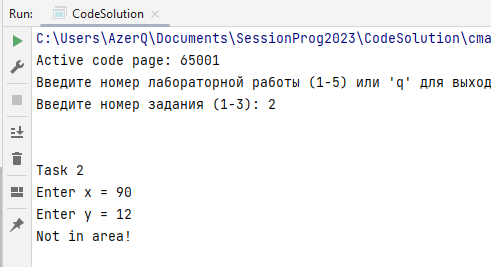 Run: CodeSolution
C:\Users\AzerQ\Documents\SessionProg2023\CodeSolution\cma
Active code page: 65001
Введите номер лабораторной работы (1-5) или 'q' для выход
Введите номер задания (1-3): 2
Task 2
Enter x = 90
Enter y = 12
Not in area!